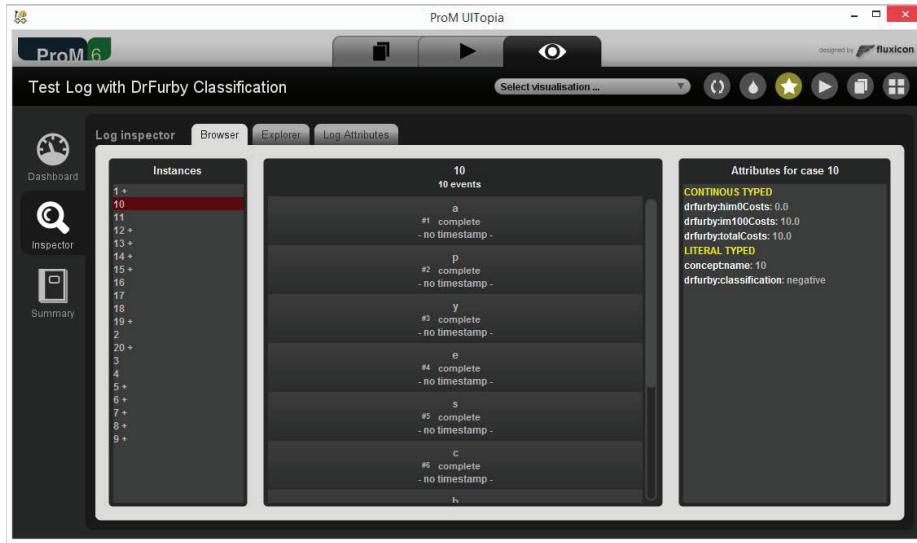 ProM UITopia
ProM 6
designed by fluxicon
Test Log with DrFurby Classification
Select visualisation ...
Log inspector
Browser
Explorer
Log Attributes
Dashboard
Inspector
Summary
Instances
1 +
10
11
12 +
13 +
14 +
15 +
16
17
18
19 +
2
20 +
3
4
5 +
6 +
7 +
8 +
9 +
10
10 events
a
#1 complete
- no timestamp -
p
#2 complete
- no timestamp -
y
#3 complete
- no timestamp -
e
#4 complete
- no timestamp -
s
#5 complete
- no timestamp -
c
#6 complete
- no timestamp -
Attributes for case 10
CONTINOUS TYPED
drfurby:him0Costs: 0.0
drfurby:im100Costs: 10.0
drfurby:totalCosts: 10.0
LITERAL TYPED
concept:name: 10
drfurby:classification: negative